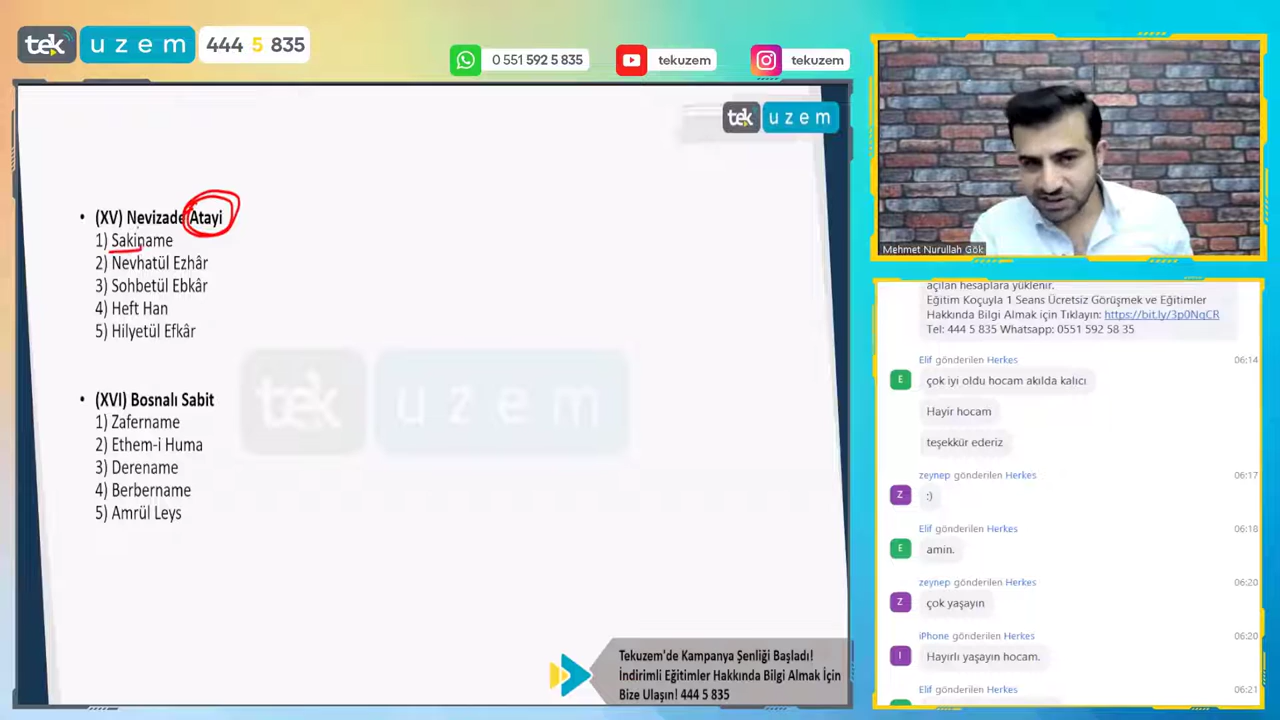 tek uzem 444 5 835
0 551 592 5 835
tekuzem
tekuzem
tek uzem
• (XV) Nevizade Atayi
1) Sakiname
2) Nevhatül Ezhâr
3) Sohbetül Ebkâr
4) Heft Han
5) Hilyetül Efkâr
• (XVI) Bosnalı Sabit
1) Zafername
2) Ethem-i Huma
3) Derename
4) Berbername
5) Amrül Leys
tek uzem
Tekuzem'de Kampanya Şenliği Başladı!
İndirimli Eğitimler Hakkında Bilgi Almak İçin
Bize Ulaşın! 444 5 835
Mehmet Nurullah Gök
açılan hesaplara yüklenir.
Eğitim Koçuyla 1 Seans Ücretsiz Görüşmek ve Eğitimler
Hakkında Bilgi Almak için Tıklayın: https://bit.ly/3p0NqCR
Tel: 444 5 835 Whatsapp: 0551 592 58 35
Elif gönderilen Herkes 06:14
E çok iyi oldu hocam akılda kalıcı
Hayir hocam
teşekkür ederiz
zeynep gönderilen Herkes 06:17
Z :)
Elif gönderilen Herkes 06:18
E amin.
zeynep gönderilen Herkes 06:20
Z çok yaşayın
iPhone gönderilen Herkes 06:20
I Hayırlı yaşayın hocam.
Elif gönderilen Herkes 06:21